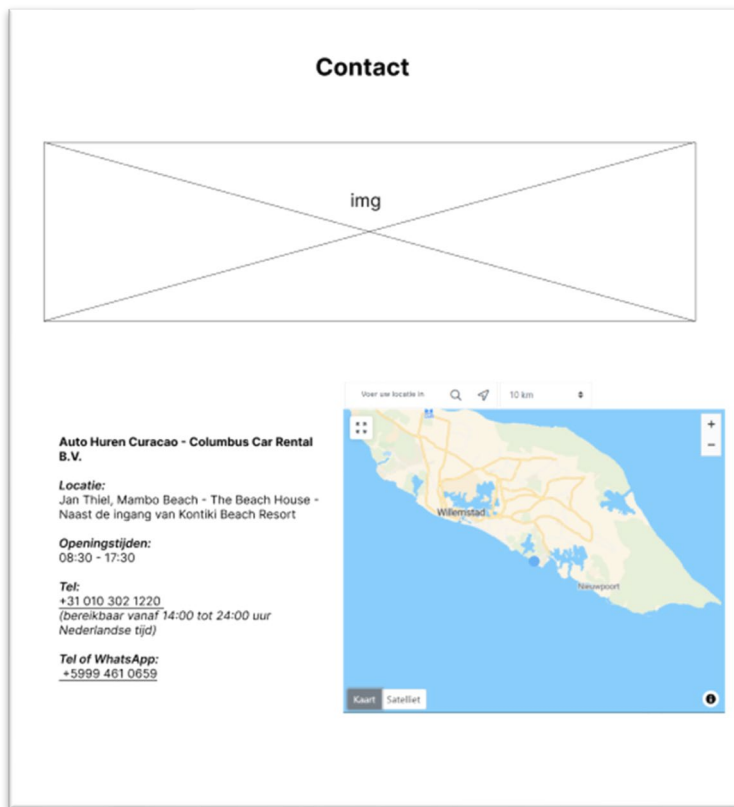 Contact
img
Auto Huren Curacao - Columbus Car Rental
B.V.
Locatie:
Jan Thiel, Mambo Beach - The Beach House -
Naast de ingang van Kontiki Beach Resort
Openingstijden:
08:30 - 17:30
Tel:
+31 010 302 1220
(bereikbaar vanaf 14:00 tot 24:00 uur
Nederlandse tijd)
Tel of WhatsApp:
+5999 461 0659
Voer uw locatie in
10 km
+
-
Willemstad
Nieuwpoort
Kaart Satelliet